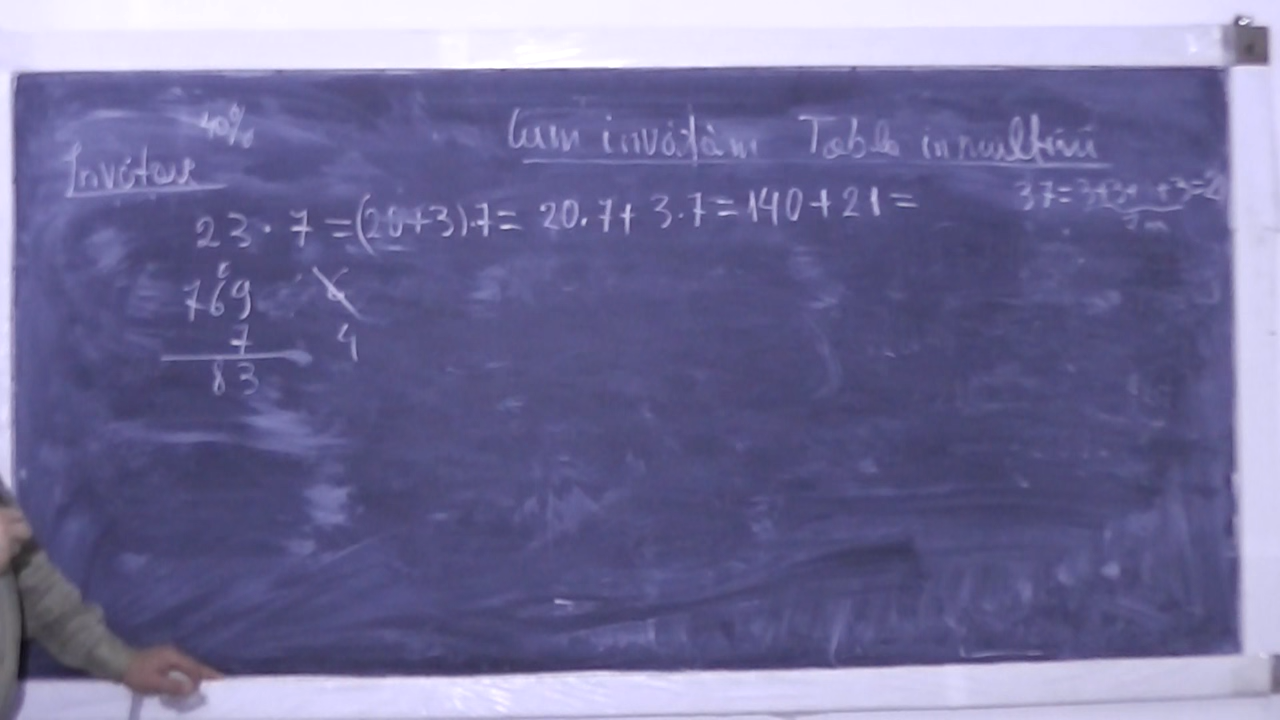 Cum învățăm Tabla înmulțirii
40%
Învățare
23 · 7 = (20+3).7 = 20.7 + 3.7 = 140 + 21 =
769
7
83
4